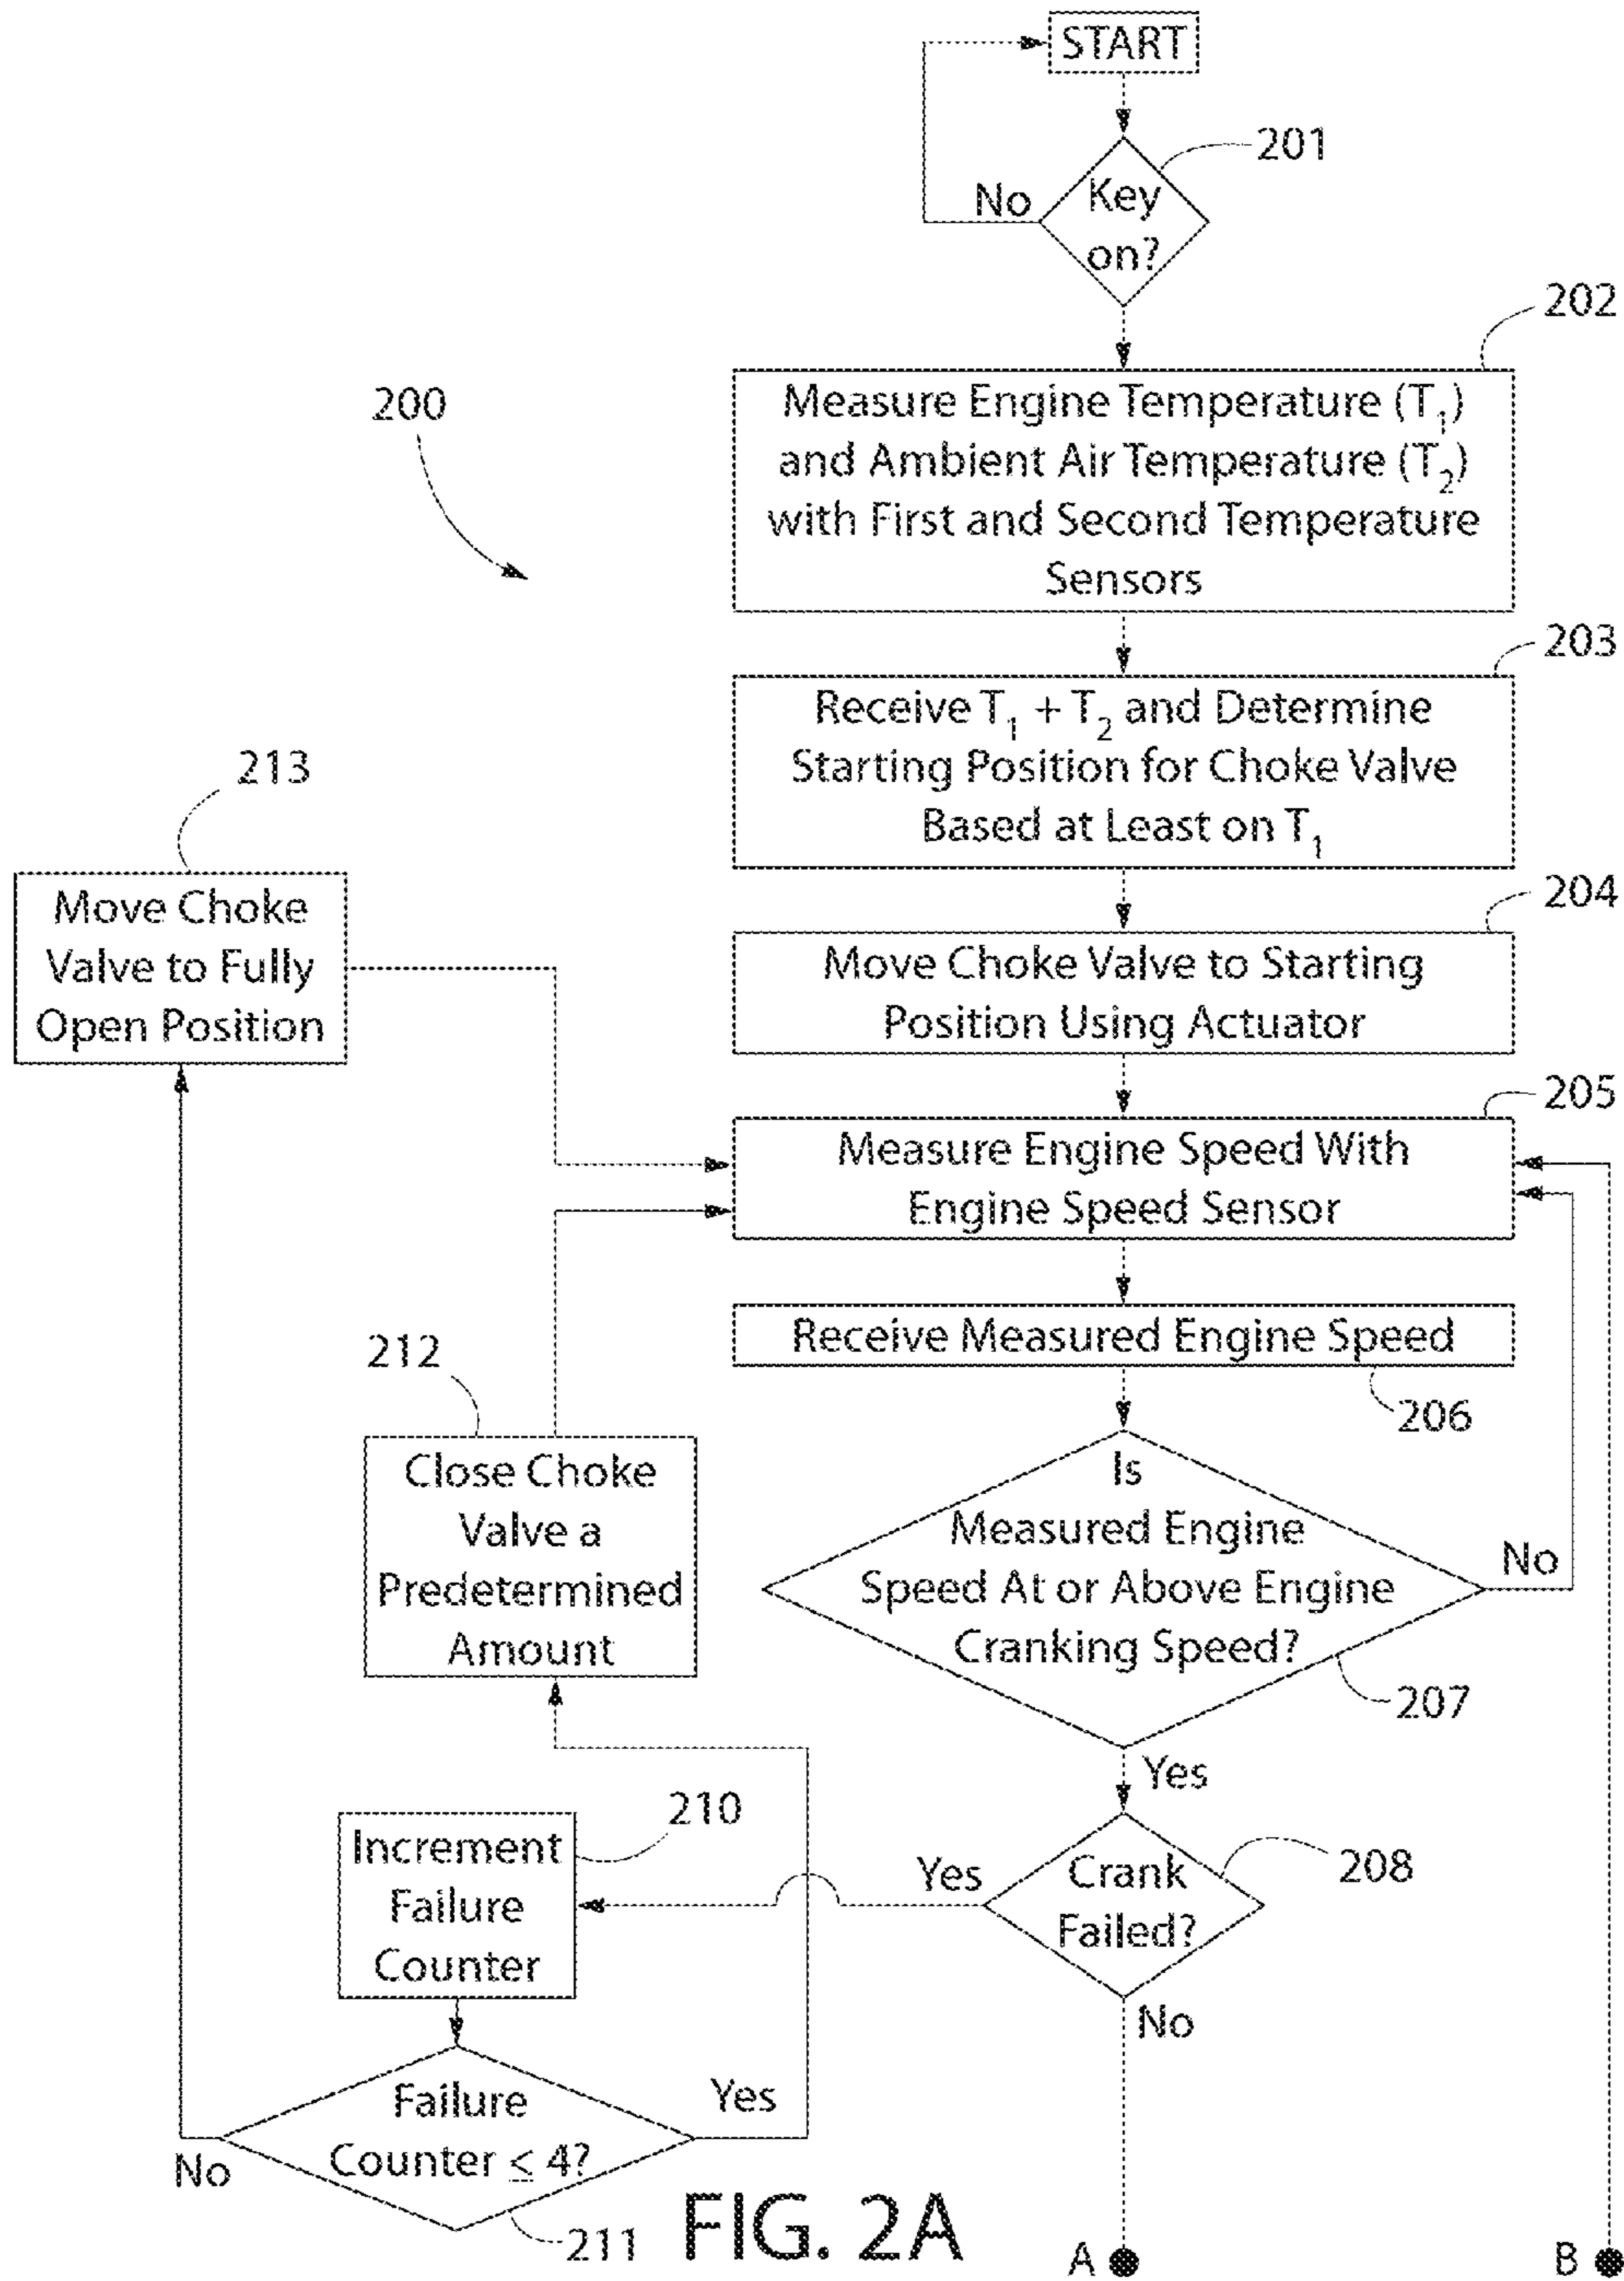 START
201
No
Key
on?
202
Measure Engine Temperature (T1)
and Ambient Air Temperature (T2)
with First and Second Temperature
Sensors
200
203
Receive T1 + T2 and Determine
Starting Position for Choke Valve
Based at Least on T1
213
Move Choke
Valve to Fully
Open Position
204
Move Choke Valve to Starting
Position Using Actuator
205
Measure Engine Speed With
Engine Speed Sensor
Receive Measured Engine Speed
206
212
Close Choke
Valve a
Predetermined
Amount
Is
Measured Engine
Speed At or Above Engine
Cranking Speed?
No
207
Yes
210
Increment
Failure
Counter
Yes
Crank
Failed?
208
No
Failure
Counter ≤ 4?
Yes
No
211
FIG. 2A
A
B